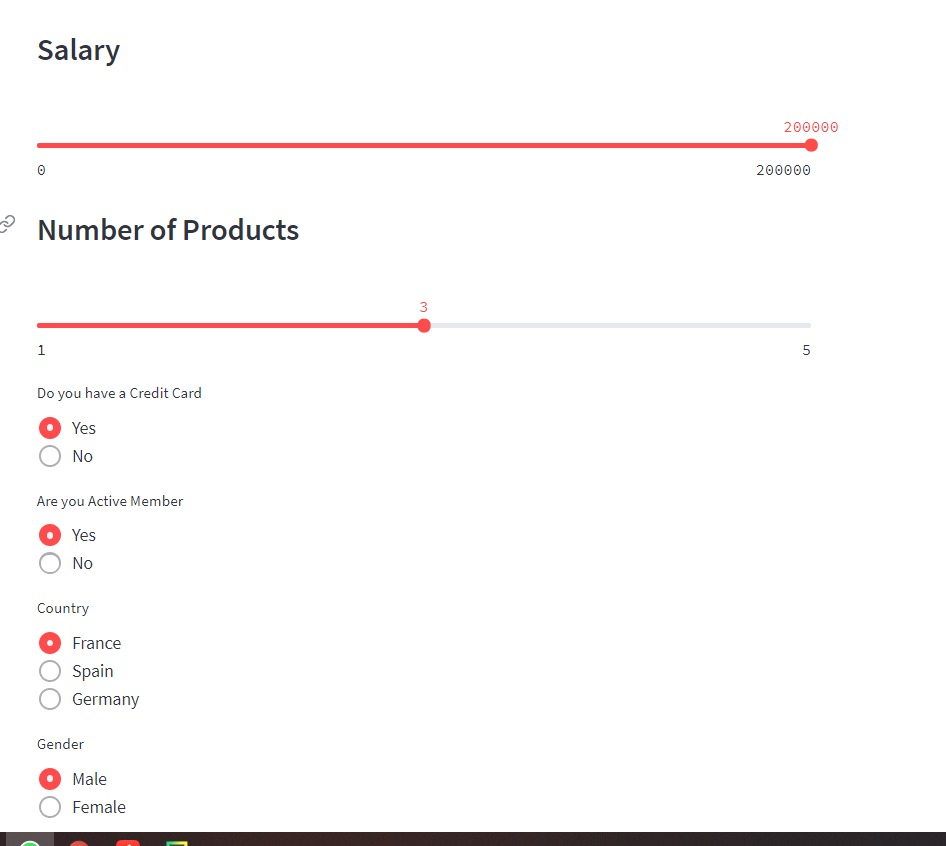 Salary
200000
0 200000
Number of Products
3
1 5
Do you have a Credit Card
Yes
No
Are you Active Member
Yes
No
Country
France
Spain
Germany
Gender
Male
Female